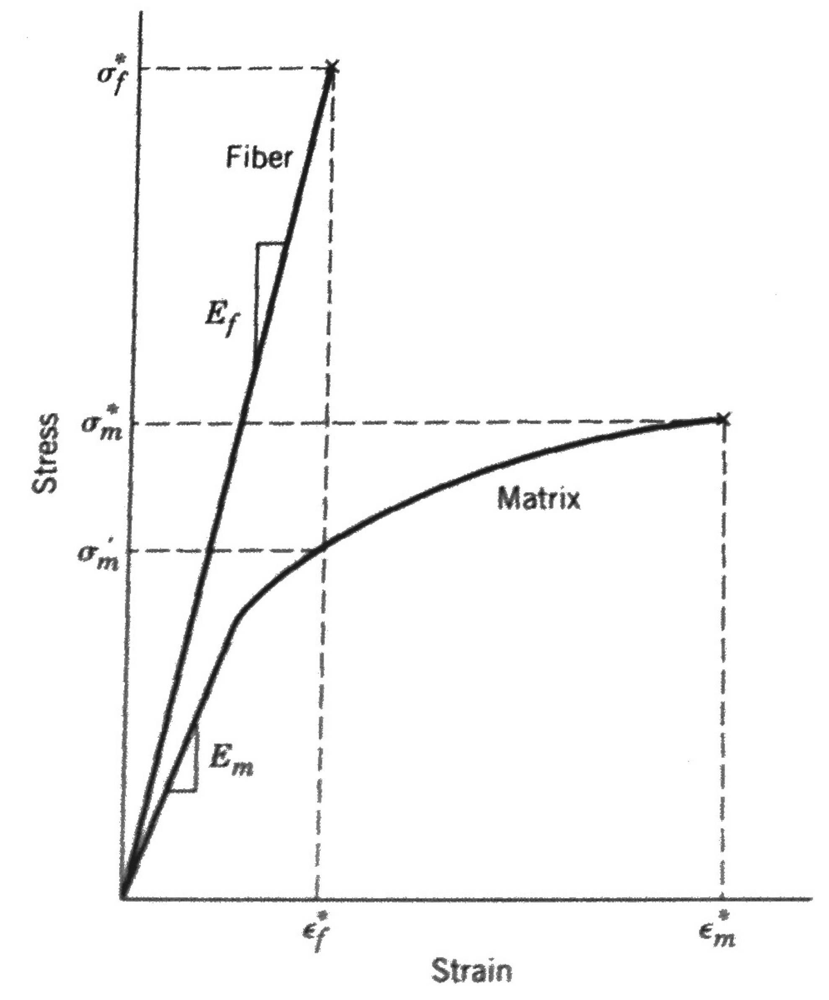 σ*f
Fiber
Ef
σ*m
Stress
Matrix
σ'm
Em
ϵ*f
ϵ*m
Strain